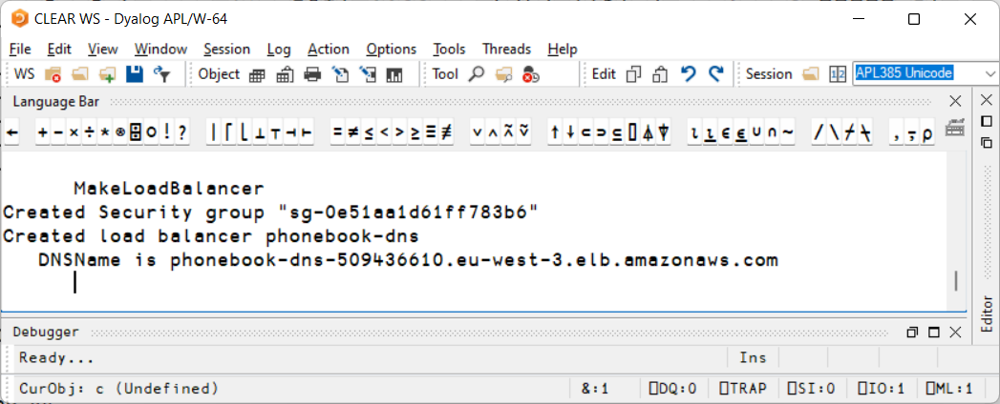 CLEAR WS - Dyalog APL/W-64
File Edit View Window Session Log Action Options Tools Threads Help
WS Object Tool Edit Session APL385 Unicode
Language Bar
← + - × ÷ * ⍟ ⌹ ○ ! ? | ⌈ ⌊ ⊥ ⊤ ⊣ ⊢ = ≠ ≤ < > ≥ ≡ ≢ ∨ ∧ ⍲ ⍱ ↑ ↓ ⊂ ⊃ ⊆ ⌷ ⍋ ⍒ ⍳ ⍸ ∊ ⍷ ∪ ∩ ~ / \ ⌿ ⍀ , ⍪ ⍴
MakeLoadBalancer
Created Security group "sg-0e51aa1d61ff783b6"
Created load balancer phonebook-dns
DNSName is phonebook-dns-509436610.eu-west-3.elb.amazonaws.com
Editor
Debugger
Ready... Ins
CurObj: c (Undefined) &:1 ⎕DQ:0 ⎕TRAP ⎕SI:0 ⎕IO:1 ⎕ML:1